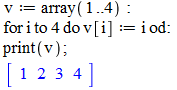 v := array(1..4) :
for i to 4 do v[i] := i od:
print(v);
[ 1 2 3 4 ]